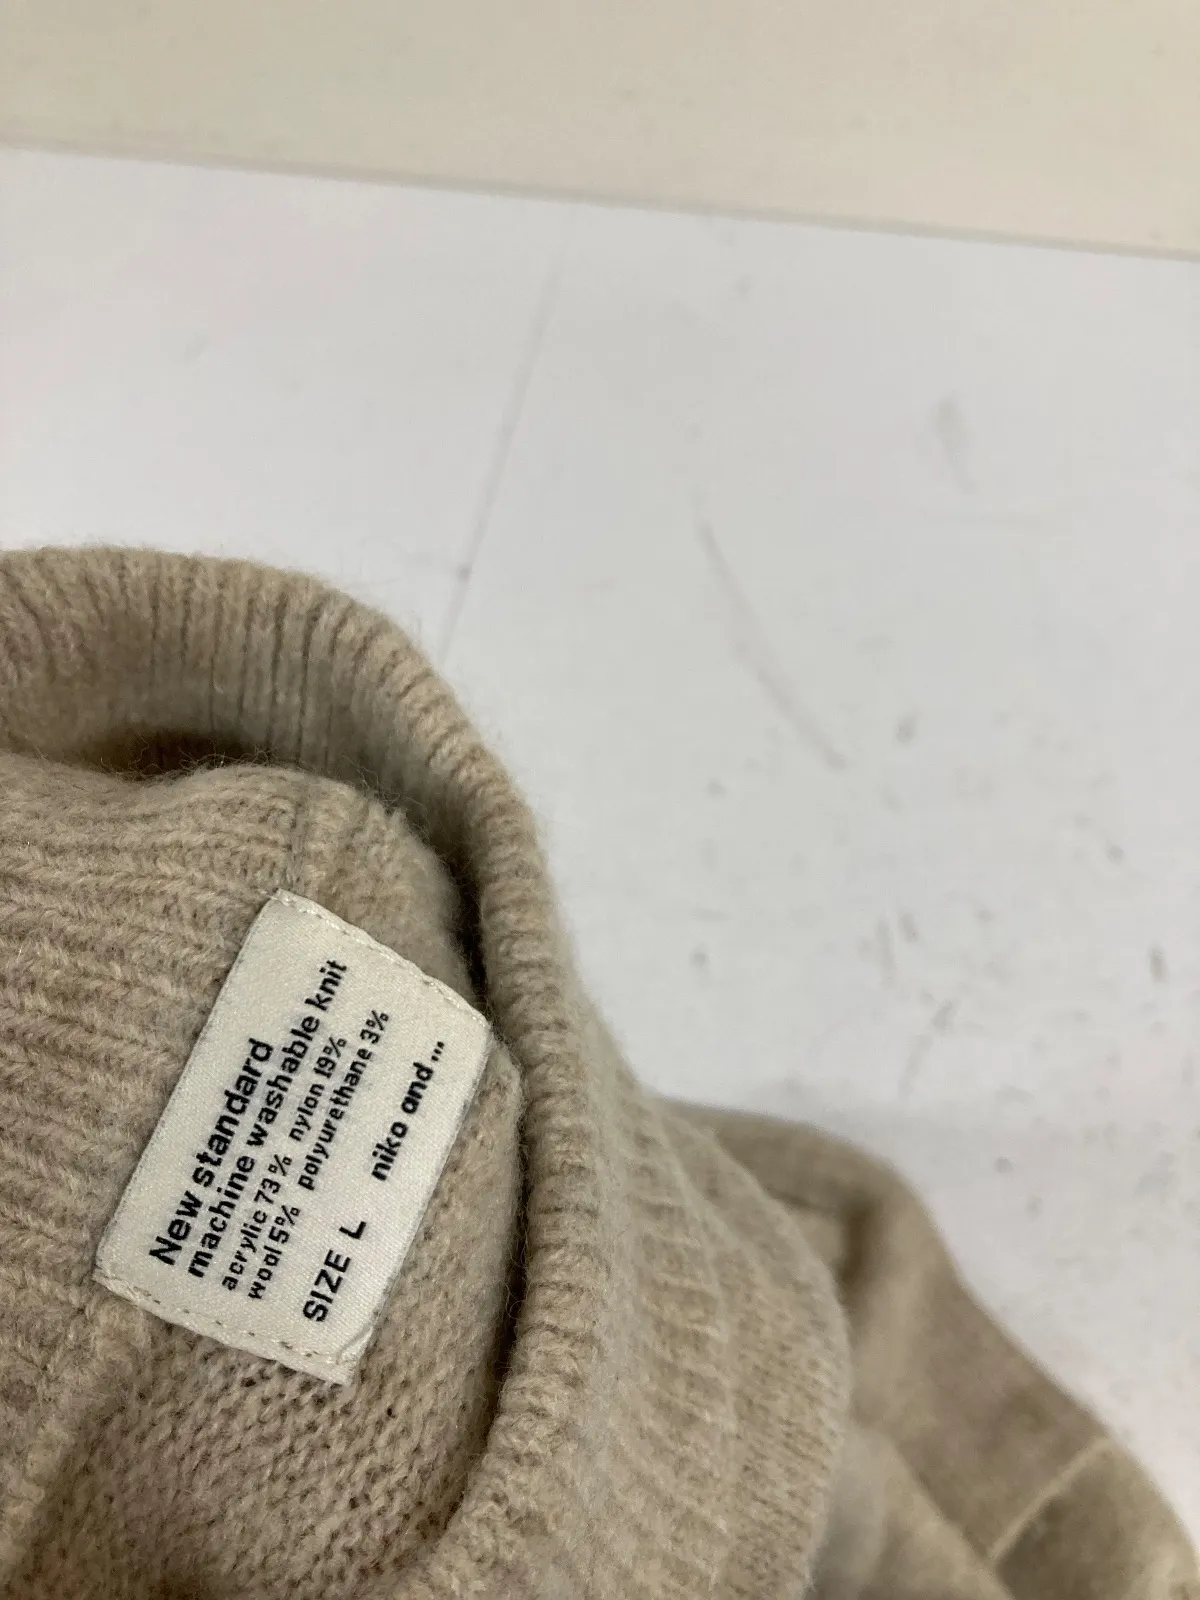 New standard
machine washable knit
acrylic 73% nylon 19%
wool 5% polyurethane 3%
SIZE L niko and...